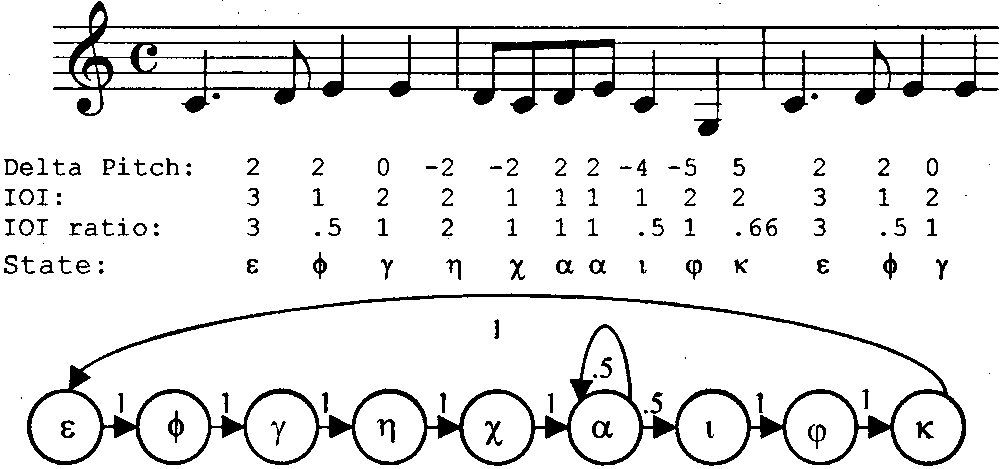 Delta Pitch: 2 2 0 -2 -2 2 2 -4 -5 5 2 2 0
IOI: 3 1 2 2 1 1 1 1 2 2 3 1 2
IOI ratio: 3 .5 1 2 1 1 1 .5 1 .66 3 .5 1
State: ε ϕ γ η χ α α ι φ κ ε ϕ γ
1
.5
1 1 1 1 1 .5 1 1
ε ϕ γ η χ α ι φ κ